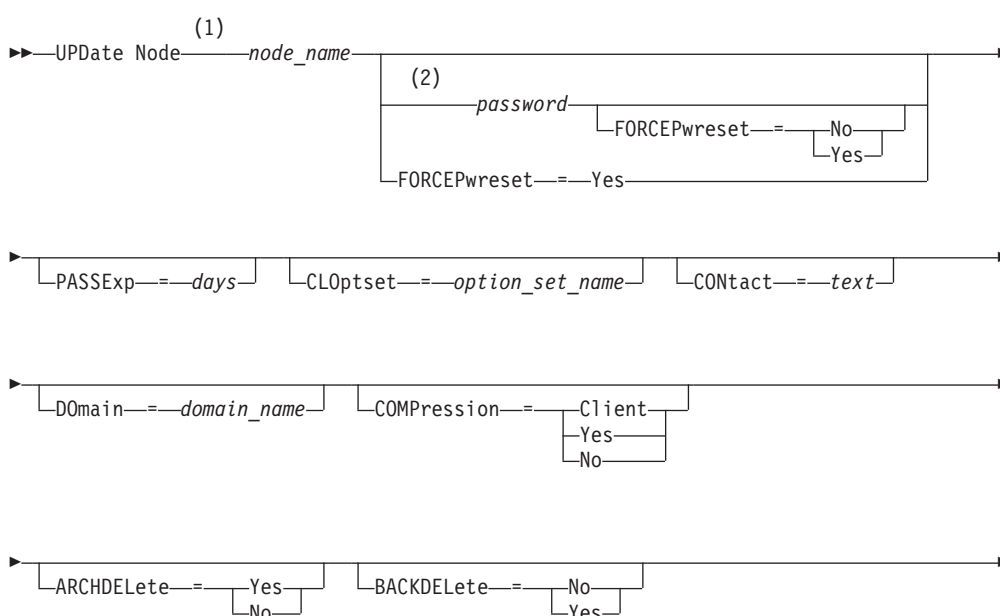 (1)
UPDate Node node_name
(2)
password
FORCEPwreset = No
Yes
FORCEPwreset = Yes
PASSExp = days CLOptset = option_set_name CONtact = text
DOmain = domain_name COMPression = Client
Yes
No
ARCHDELete = Yes BACKDELete = No
No Yes